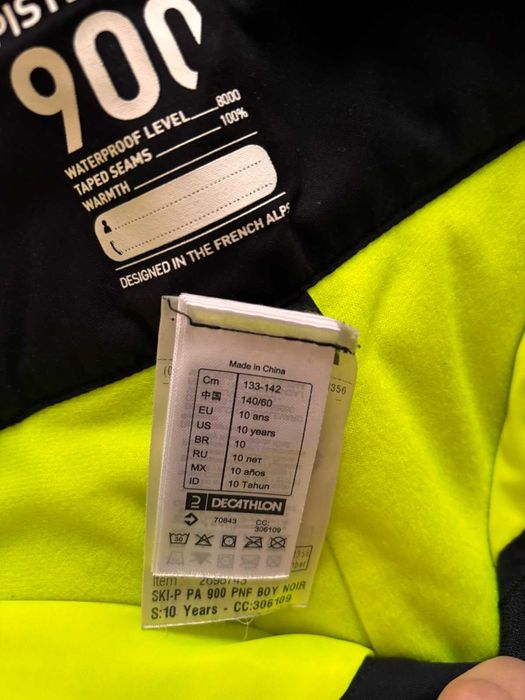 900
WATERPROOF LEVEL 8000
TAPED SEAMS 100%
WARMTH
DESIGNED IN THE FRENCH ALPS
Made in China
Cm 133-142
中国 140/60
EU 10 ans
US 10 years
BR 10
RU 10 лет
MX 10 años
ID 10 Tahun
DECATHLON
70843 CC: 306109
30
Item
SKI-P PA 900 PNF BOY NOIR
S:10 Years - CC:306109